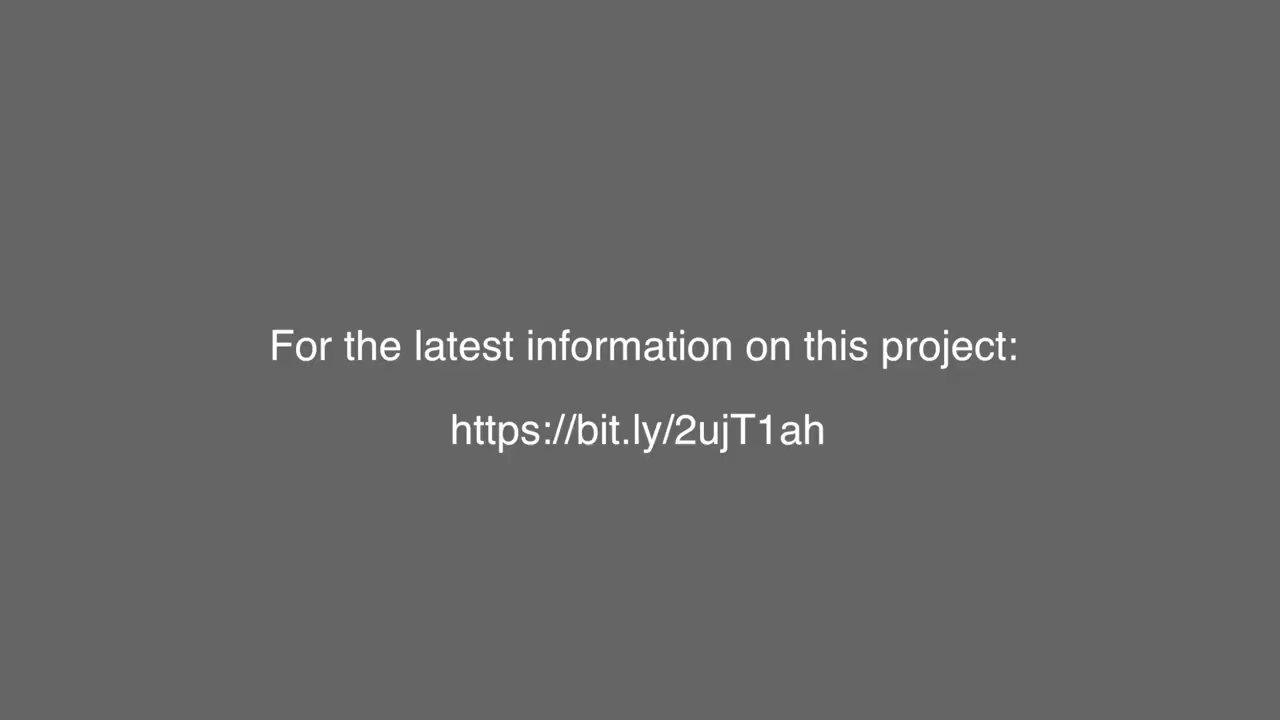 For the latest information on this project:
https://bit.ly/2ujT1ah